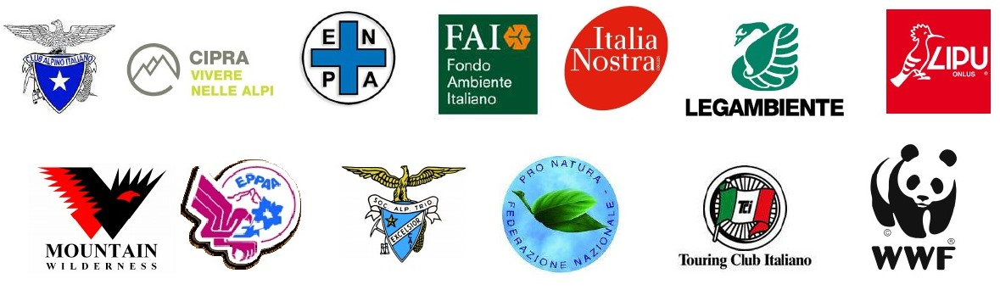 CLUB ALPINO ITALIANO
CIPRA
VIVERE
NELLE ALPI
E N
P A
FAI
Fondo
Ambiente
Italiano
Italia
Nostra
LEGAMBIENTE
LIPU
ONLUS
®
MOUNTAIN
WILDERNESS
EPPAA
SOC. ALP. TRID.
EXCELSIOR
CAI
PRO NATURA -
FEDERAZIONE NAZIONALE -
TCi
Touring Club Italiano
©
®
WWF